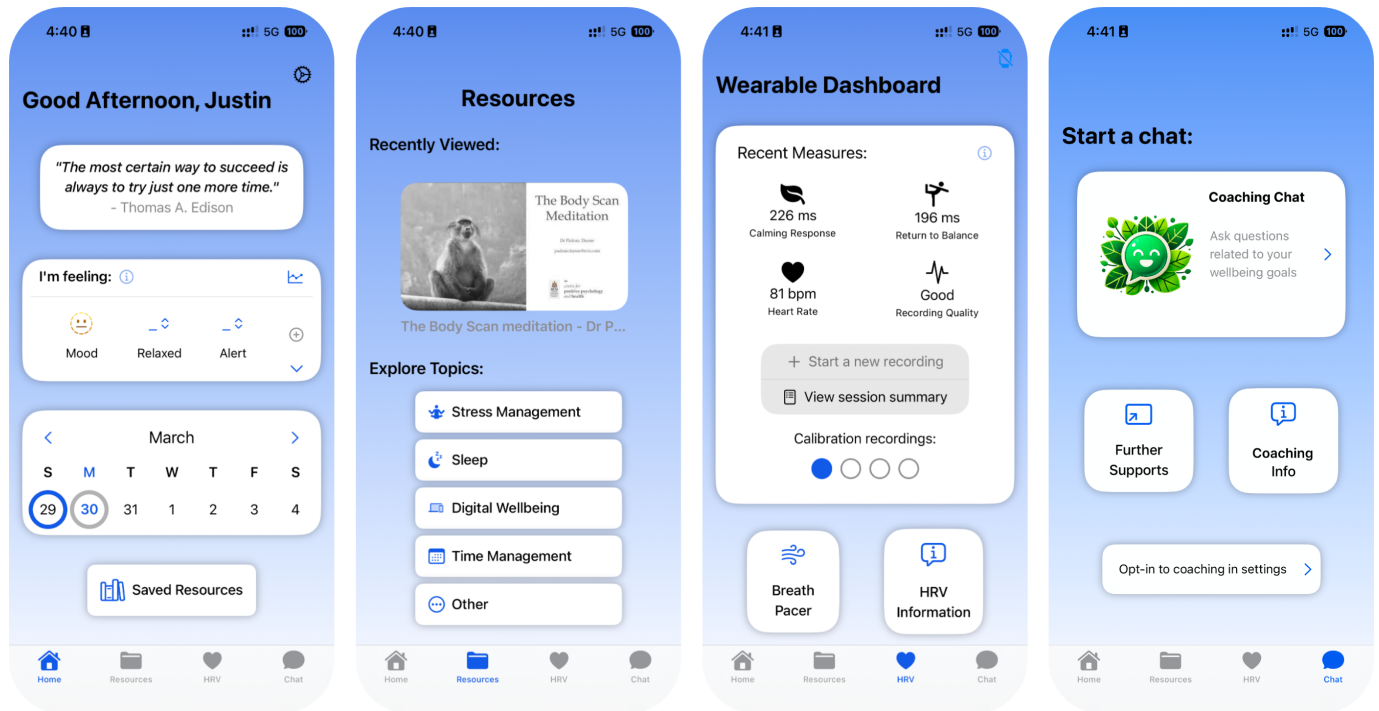 4:40
5G 100
Good Afternoon, Justin
"The most certain way to succeed is
always to try just one more time."
- Thomas A. Edison
I'm feeling:
Mood
Relaxed
Alert
March
S M T W T F S
29 30 31 1 2 3 4
Saved Resources
Home
Resources
HRV
Chat
4:40
5G 100
Resources
Recently Viewed:
The Body Scan
Meditation
positive psychology
and health
The Body Scan meditation - Dr P...
Explore Topics:
Stress Management
Sleep
Digital Wellbeing
Time Management
Other
Home
Resources
HRV
Chat
4:41
5G 100
Wearable Dashboard
Recent Measures:
226 ms
Calming Response
196 ms
Return to Balance
81 bpm
Heart Rate
Good
Recording Quality
+ Start a new recording
View session summary
Calibration recordings:
Breath
Pacer
HRV
Information
Home
Resources
HRV
Chat
4:41
5G 100
Start a chat:
Coaching Chat
Ask questions
related to your
wellbeing goals
Further
Supports
Coaching
Info
Opt-in to coaching in settings
Home
Resources
HRV
Chat